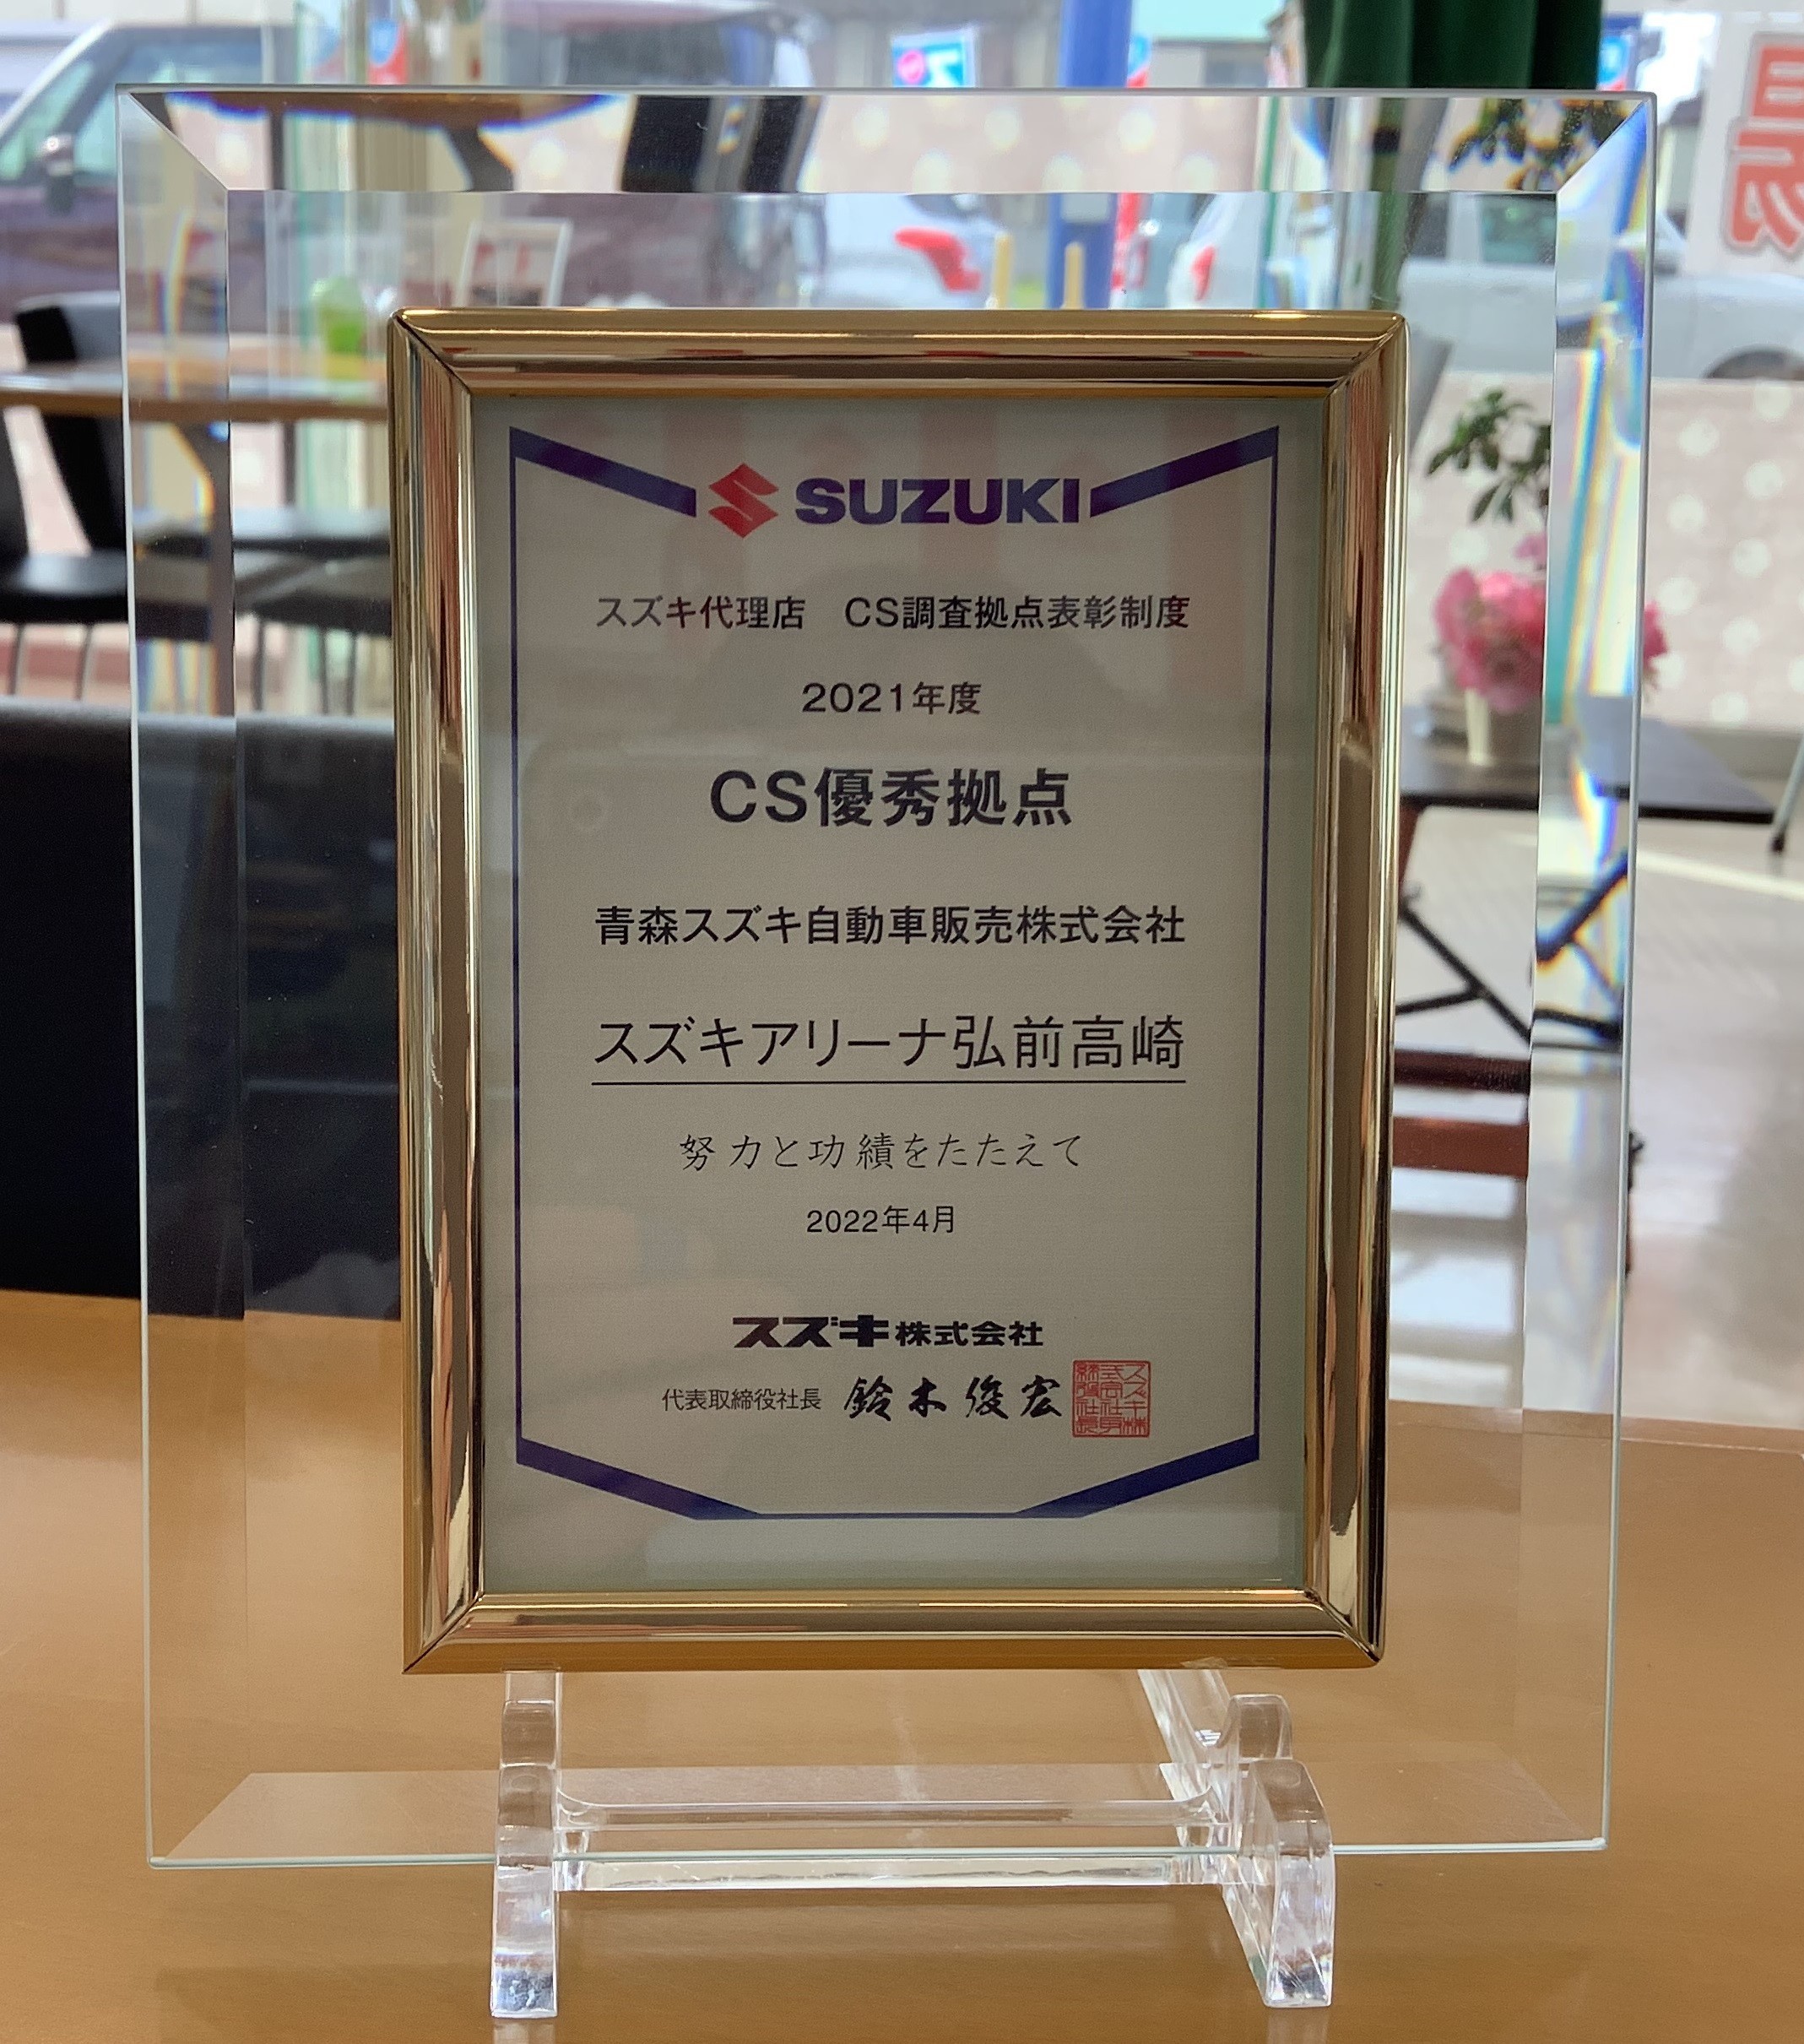 SUZUKI
スズキ代理店　CS調査拠点表彰制度
2021年度
CS優秀拠点
青森スズキ自動車販売株式会社
スズキアリーナ弘前高崎
努力と功績をたたえて
2022年4月
スズキ株式会社
代表取締役社長 鈴木俊宏